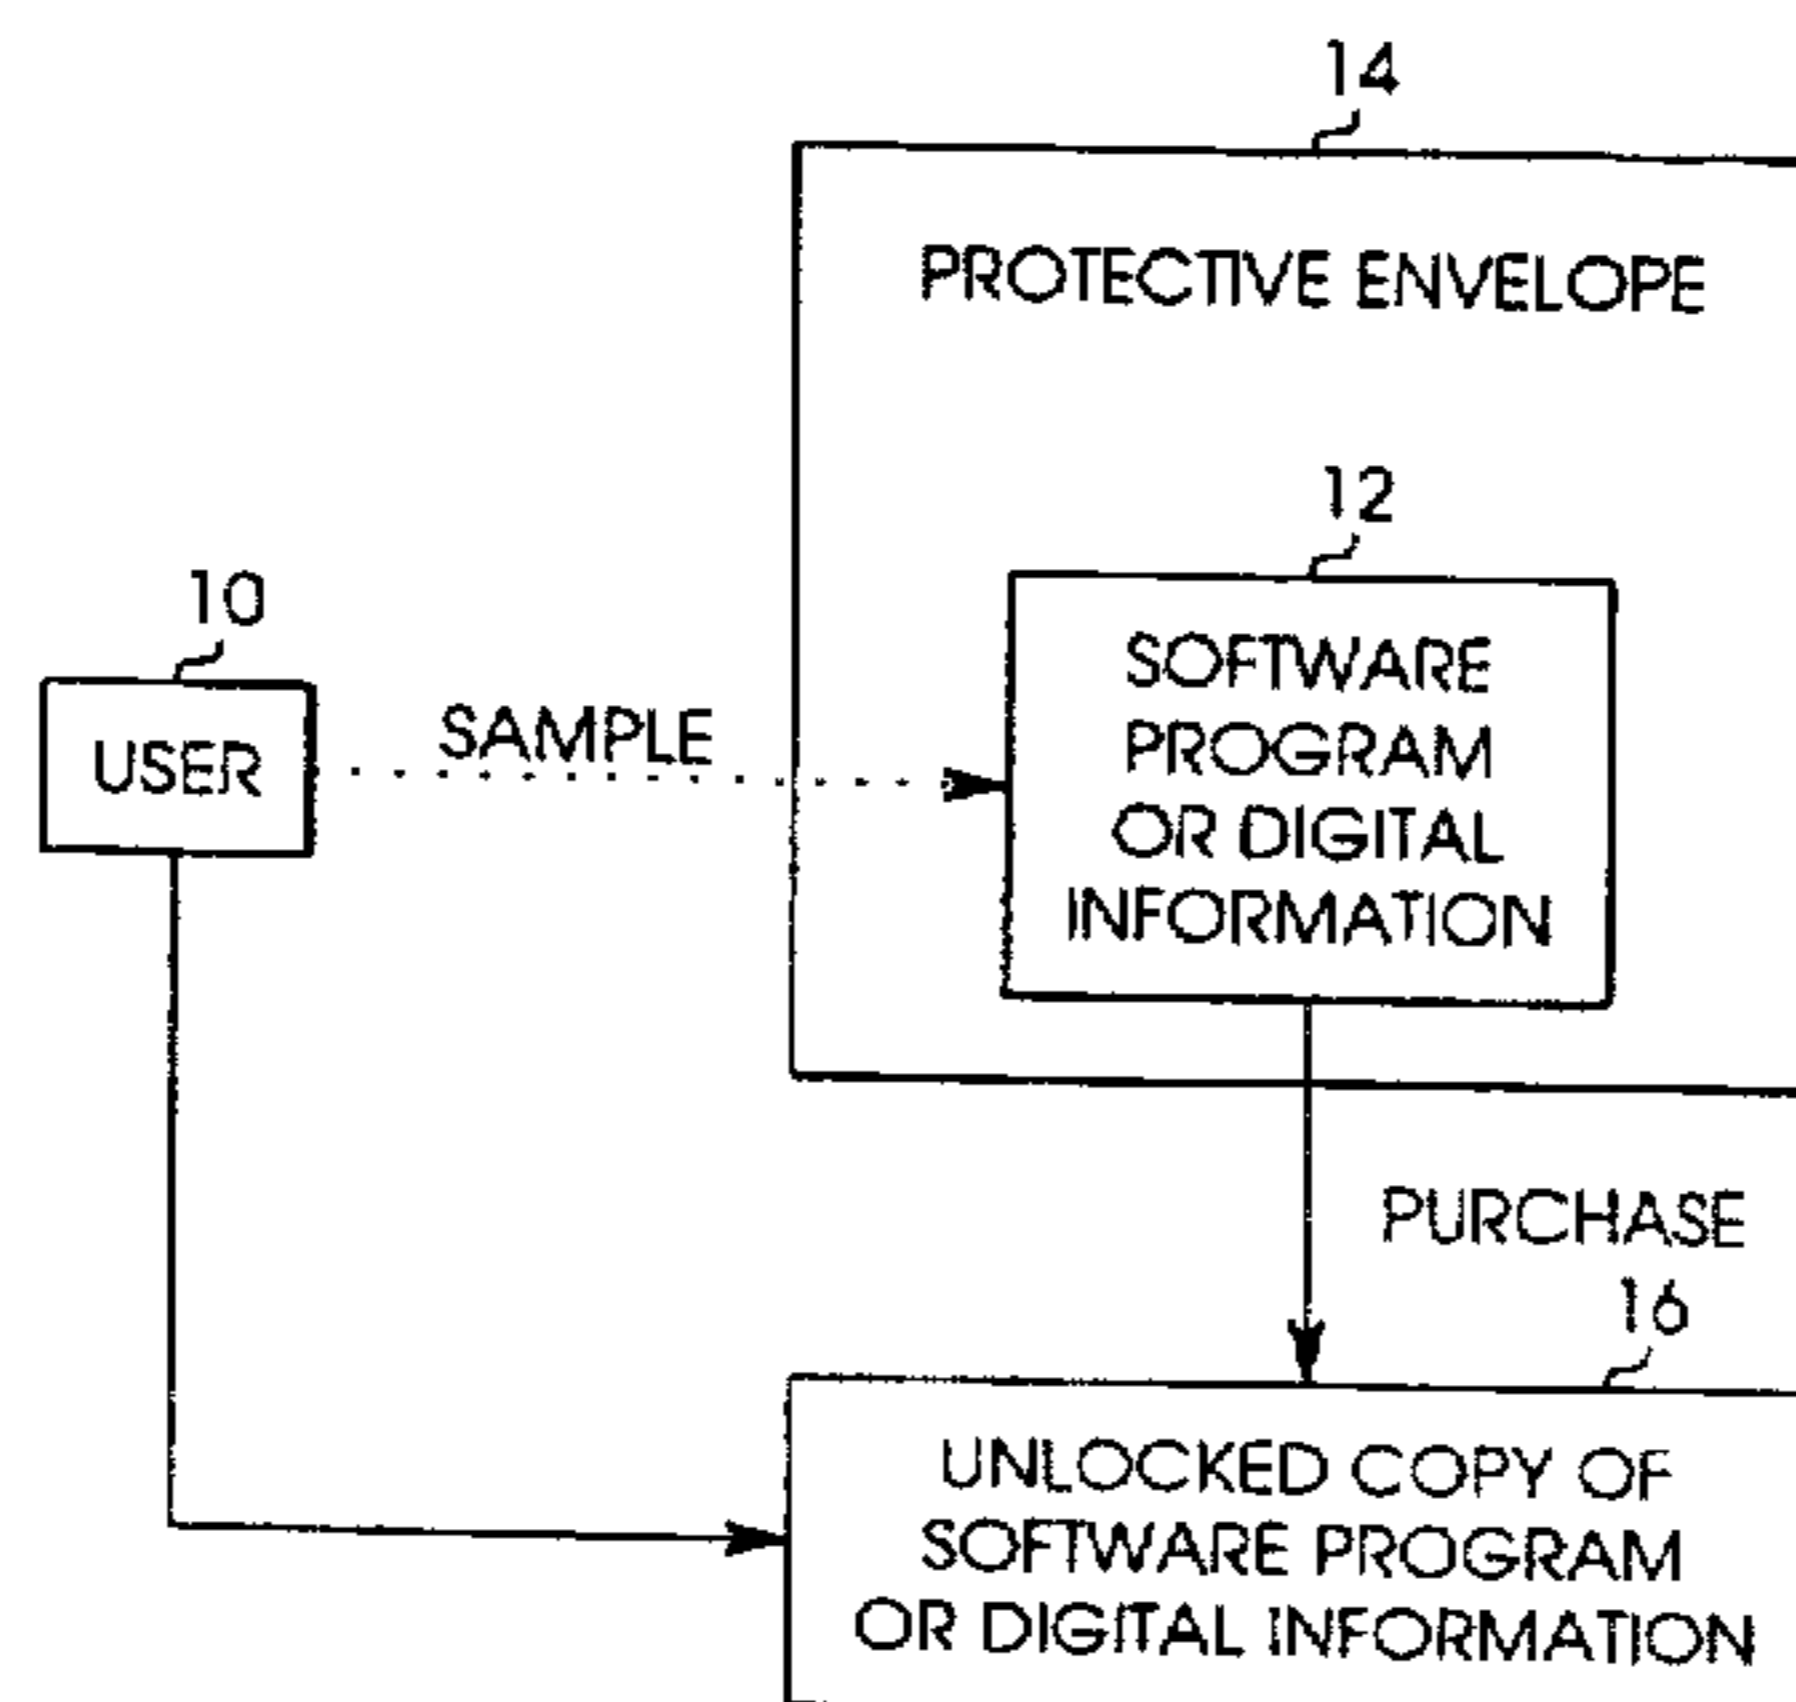 14
PROTECTIVE ENVELOPE
12
10
SOFTWARE
PROGRAM
OR DIGITAL
INFORMATION
USER
SAMPLE
PURCHASE
16
UNLOCKED COPY OF
SOFTWARE PROGRAM
OR DIGITAL INFORMATION